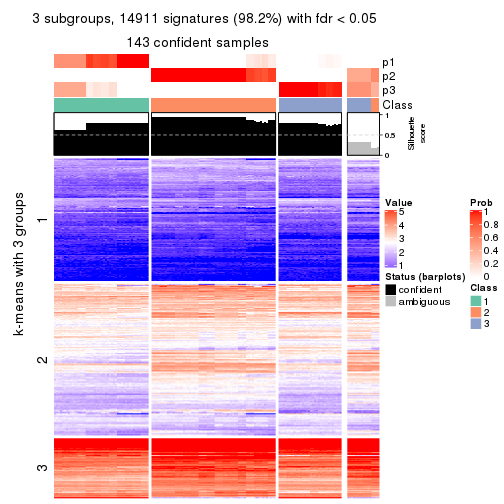 3 subgroups, 14911 signatures (98.2%) with fdr < 0.05
143 confident samples
p1
p2
p3
Class
1
0.5
0
Silhouette
score
k-means with 3 groups
1
2
3
Value
5
4
3
2
1
Status (barplots)
confident
ambiguous
Prob
1
0.8
0.6
0.4
0.2
0
Class
1
2
3